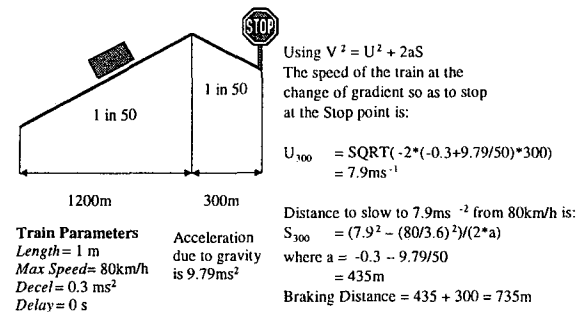 STOP
1 in 50
1 in 50
1200m
300m
Train Parameters
Length= 1 m
Max Speed= 80km/h
Decel= 0.3 ms²
Delay= 0 s
Acceleration
due to gravity
is 9.79ms²
Using V² = U² + 2aS
The speed of the train at the
change of gradient so as to stop
at the Stop point is:
U₃₀₀ = SQRT( -2*(-0.3+9.79/50)*300)
= 7.9ms⁻¹
Distance to slow to 7.9ms ⁻² from 80km/h is:
S₃₀₀ = (7.9² – (80/3.6)²)/(2*a)
where a = -0.3 -- 9.79/50
= 435m
Braking Distance = 435 + 300 = 735m